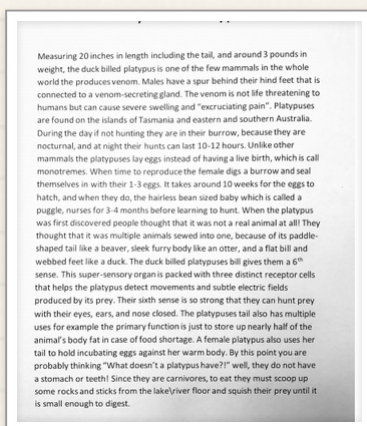 Measuring 20 inches in length including the tail, and around 3 pounds in
weight, the duck billed platypus is one of the few mammals in the whole
world the produces venom. Males have a spur behind their hind feet that is
connected to a venom-secreting gland. The venom is not life threatening to
humans but can cause severe swelling and "excruciating pain". Platypuses
are found on the islands of Tasmania and eastern and southern Australia.
During the day if not hunting they are in their burrow, because they are
nocturnal, and at night their hunts can last 10-12 hours. Unlike other
mammals the platypuses lay eggs instead of having a live birth, which is call
monotremes. When time to reproduce the female digs a burrow and seal
themselves in with their 1-3 eggs. It takes around 10 weeks for the eggs to
hatch, and when they do, the hairless bean sized baby which is called a
puggle, nurses for 3-4 months before learning to hunt. When the platypus
was first discovered people thought that it was not a real animal at all! They
thought that it was multiple animals sewed into one, because of its paddle-
shaped tail like a beaver, sleek furry body like an otter, and a flat bill and
webbed feet like a duck. The duck billed platypuses bill gives them a 6th
sense. This super-sensory organ is packed with three distinct receptor cells
that helps the platypus detect movements and subtle electric fields
produced by its prey. Their sixth sense is so strong that they can hunt prey
with their eyes, ears, and nose closed. The platypuses tail also has multiple
uses for example the primary function is just to store up nearly half of the
animal's body fat in case of food shortage. A female platypus also uses her
tail to hold incubating eggs against her warm body. By this point you are
probably thinking "What doesn't a platypus have?!" well, they do not have
a stomach or teeth! Since they are carnivores, to eat they must scoop up
some rocks and sticks from the lake\river floor and squish their prey until it
is small enough to digest.